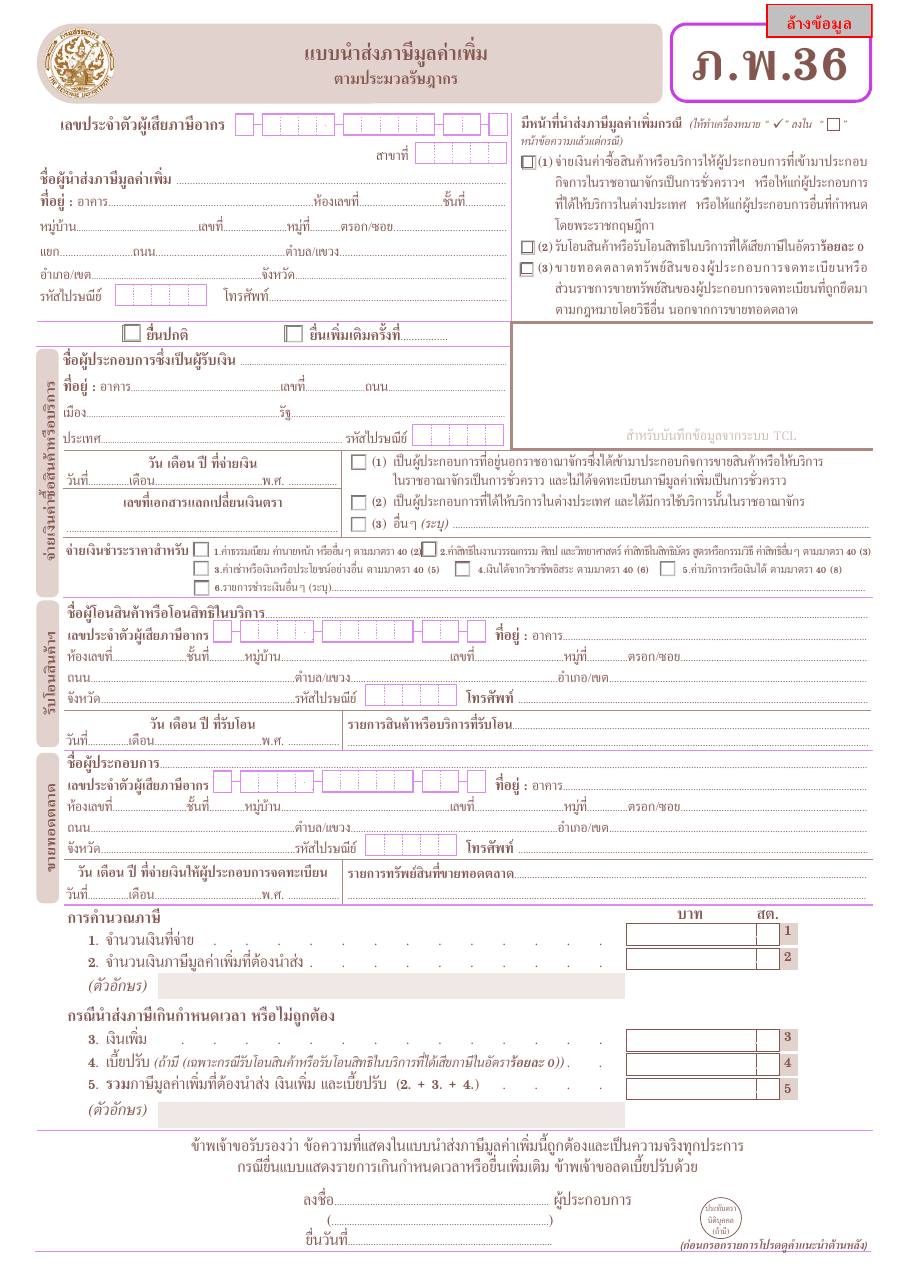 ล้างข้อมูล
แบบนำส่งภาษีมูลค่าเพิ่ม
ตามประมวลรัษฎากร
ภ.พ.36
เลขประจำตัวผู้เสียภาษีอากร
สาขาที่
ชื่อผู้นำส่งภาษีมูลค่าเพิ่ม
ที่อยู่ : อาคาร ห้องเลขที่ ชั้นที่
หมู่บ้าน เลขที่ หมู่ที่ ตรอก/ซอย
แยก ถนน ตำบล/แขวง
อำเภอ/เขต จังหวัด
รหัสไปรษณีย์ โทรศัพท์
มีหน้าที่นำส่งภาษีมูลค่าเพิ่มกรณี (ให้ทำเครื่องหมาย " ✓" ลงใน " □ "
หน้าข้อความแล้วแต่กรณี)
(1) จ่ายเงินค่าซื้อสินค้าหรือบริการให้ผู้ประกอบการที่เข้ามาประกอบ
กิจการในราชอาณาจักรเป็นการชั่วคราวฯ หรือให้แก่ผู้ประกอบการ
ที่ได้ให้บริการในต่างประเทศ หรือให้แก่ผู้ประกอบการอื่นที่กำหนด
โดยพระราชกฤษฎีกา
(2) รับโอนสินค้าหรือรับโอนสิทธิในบริการที่ได้เสียภาษีในอัตราร้อยละ 0
(3) ขายทอดตลาดทรัพย์สินของผู้ประกอบการจดทะเบียนหรือ
ส่วนราชการขายทรัพย์สินของผู้ประกอบการจดทะเบียนที่ถูกยึดมา
ตามกฎหมายโดยวิธีอื่น นอกจากการขายทอดตลาด
ยื่นปกติ ยื่นเพิ่มเติมครั้งที่
สำหรับบันทึกข้อมูลจากระบบ TCL
จ่ายเงินค่าซื้อสินค้าหรือบริการ
ชื่อผู้ประกอบการซึ่งเป็นผู้รับเงิน
ที่อยู่ : อาคาร เลขที่ ถนน
เมือง รัฐ
ประเทศ รหัสไปรษณีย์
วัน เดือน ปี ที่จ่ายเงิน
วันที่ เดือน พ.ศ.
เลขที่เอกสารแลกเปลี่ยนเงินตรา
(1) เป็นผู้ประกอบการที่อยู่นอกราชอาณาจักรซึ่งได้เข้ามาประกอบกิจการขายสินค้าหรือให้บริการ
ในราชอาณาจักรเป็นการชั่วคราว และไม่ได้จดทะเบียนภาษีมูลค่าเพิ่มเป็นการชั่วคราว
(2) เป็นผู้ประกอบการที่ได้ให้บริการในต่างประเทศ และได้มีการใช้บริการนั้นในราชอาณาจักร
(3) อื่นๆ (ระบุ)
จ่ายเงินชำระราคาสำหรับ 1.ค่าธรรมเนียม ค่านายหน้า หรืออื่นๆ ตามมาตรา 40 (2) 2.ค่าสิทธิในงานวรรณกรรม ศิลป และวิทยาศาสตร์ ค่าสิทธิในสิทธิบัตร สูตรหรือกรรมวิธี ค่าสิทธิอื่นๆ ตามมาตรา 40 (3)
3.ค่าเช่าหรือเงินหรือประโยชน์อย่างอื่น ตามมาตรา 40 (5) 4.เงินได้จากวิชาชีพอิสระ ตามมาตรา 40 (6) 5.ค่าบริการหรือเงินได้ ตามมาตรา 40 (8)
6.รายการชำระเงินอื่นๆ (ระบุ)
รับโอนสินค้าฯ
ชื่อผู้โอนสินค้าหรือโอนสิทธิในบริการ
เลขประจำตัวผู้เสียภาษีอากร ที่อยู่ : อาคาร
ห้องเลขที่ ชั้นที่ หมู่บ้าน เลขที่ หมู่ที่ ตรอก/ซอย
ถนน ตำบล/แขวง อำเภอ/เขต
จังหวัด รหัสไปรษณีย์ โทรศัพท์
วัน เดือน ปี ที่รับโอน รายการสินค้าหรือบริการที่รับโอน
วันที่ เดือน พ.ศ.
ขายทอดตลาด
ชื่อผู้ประกอบการ
เลขประจำตัวผู้เสียภาษีอากร ที่อยู่ : อาคาร
ห้องเลขที่ ชั้นที่ หมู่บ้าน เลขที่ หมู่ที่ ตรอก/ซอย
ถนน ตำบล/แขวง อำเภอ/เขต
จังหวัด รหัสไปรษณีย์ โทรศัพท์
วัน เดือน ปี ที่จ่ายเงินให้ผู้ประกอบการจดทะเบียน รายการทรัพย์สินที่ขายทอดตลาด
วันที่ เดือน พ.ศ.
การคำนวณภาษี บาท สต.
1. จำนวนเงินที่จ่าย 1
2. จำนวนเงินภาษีมูลค่าเพิ่มที่ต้องนำส่ง 2
(ตัวอักษร)
กรณีนำส่งภาษีเกินกำหนดเวลา หรือไม่ถูกต้อง
3. เงินเพิ่ม 3
4. เบี้ยปรับ (ถ้ามี (เฉพาะกรณีรับโอนสินค้าหรือรับโอนสิทธิในบริการที่ได้เสียภาษีในอัตราร้อยละ 0)) 4
5. รวมภาษีมูลค่าเพิ่มที่ต้องนำส่ง เงินเพิ่ม และเบี้ยปรับ (2. + 3. + 4.) 5
(ตัวอักษร)
ข้าพเจ้าขอรับรองว่า ข้อความที่แสดงในแบบนำส่งภาษีมูลค่าเพิ่มนี้ถูกต้องและเป็นความจริงทุกประการ
กรณียื่นแบบแสดงรายการเกินกำหนดเวลาหรือยื่นเพิ่มเติม ข้าพเจ้าขอลดเบี้ยปรับด้วย
ลงชื่อ ผู้ประกอบการ
( )
ยื่นวันที่
ประทับตรา
นิติบุคคล
(ถ้ามี)
(ก่อนกรอกรายการโปรดดูคำแนะนำด้านหลัง)